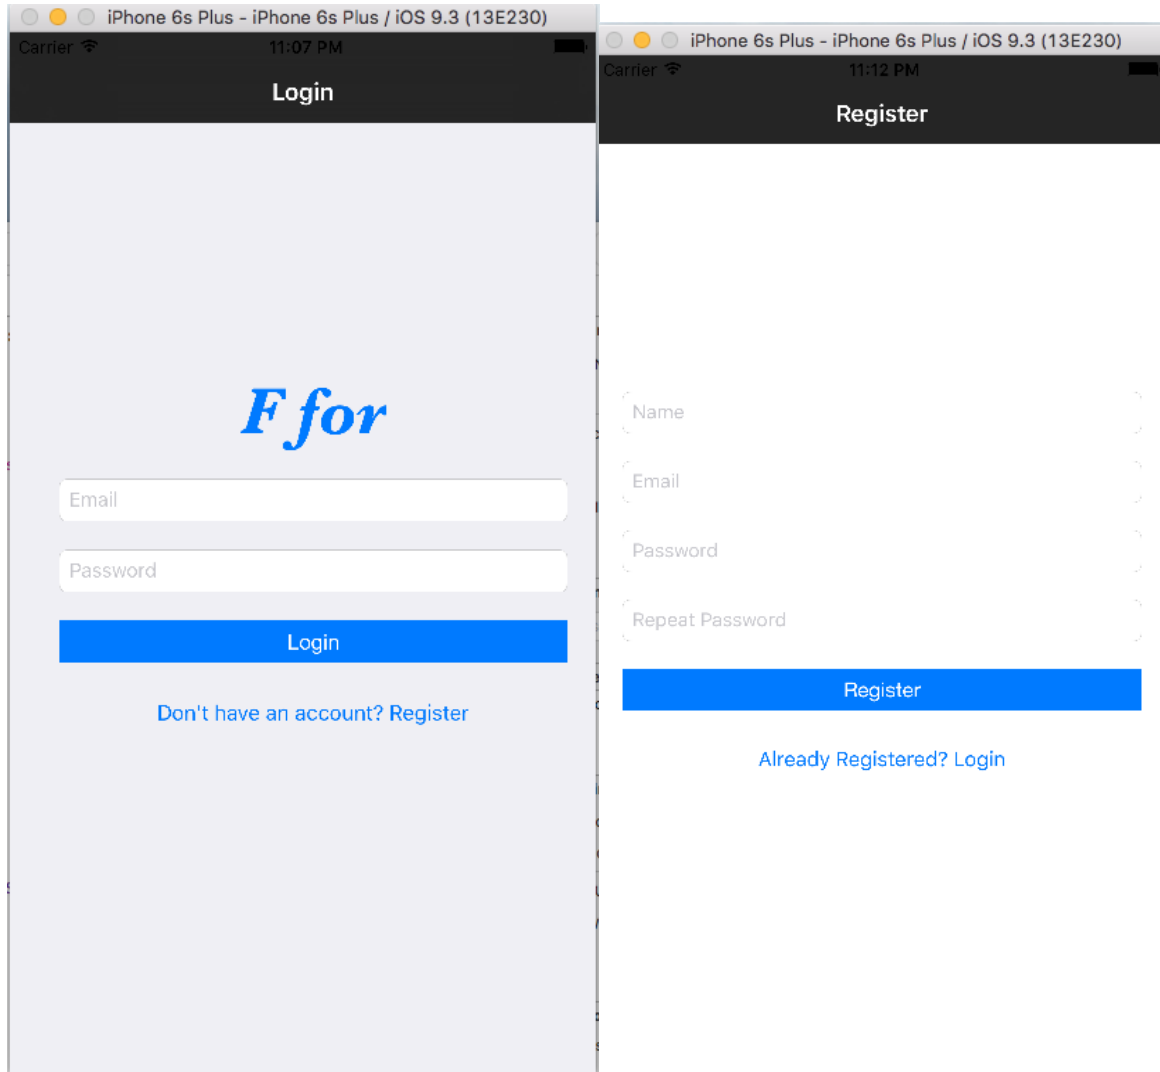 iPhone 6s Plus - iPhone 6s Plus / iOS 9.3 (13E230)
Carrier 11:07 PM
Login
F for
Email
Password
Login
Don't have an account? Register
iPhone 6s Plus - iPhone 6s Plus / iOS 9.3 (13E230)
Carrier 11:12 PM
Register
Name
Email
Password
Repeat Password
Register
Already Registered? Login